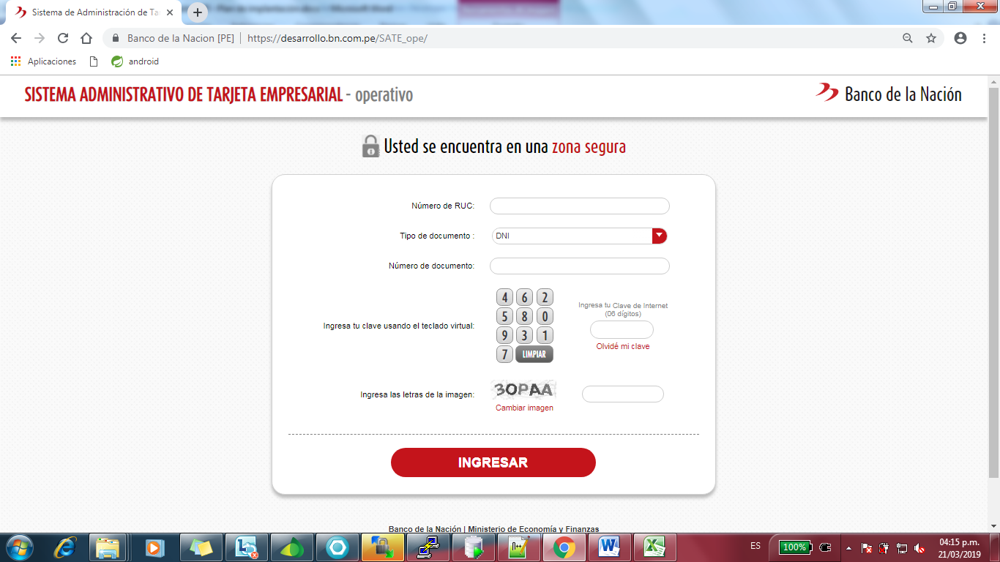 Sistema de Administración de Ta
Banco de la Nacion [PE] | https://desarrollo.bn.com.pe/SATE_ope/
Aplicaciones android
SISTEMA ADMINISTRATIVO DE TARJETA EMPRESARIAL - operativo
Banco de la Nación
Usted se encuentra en una zona segura
Número de RUC:
Tipo de documento : DNI
Número de documento:
4 6 2
5 8 0
9 3 1
7 LIMPIAR
Ingresa tu clave usando el teclado virtual:
Ingresa tu Clave de Internet
(06 dígitos)
Olvidé mi clave
Ingresa las letras de la imagen: 3OPAA
Cambiar imagen
INGRESAR
Banco de la Nación | Ministerio de Economía y Finanzas
ES 100% 04:15 p.m.
21/03/2019